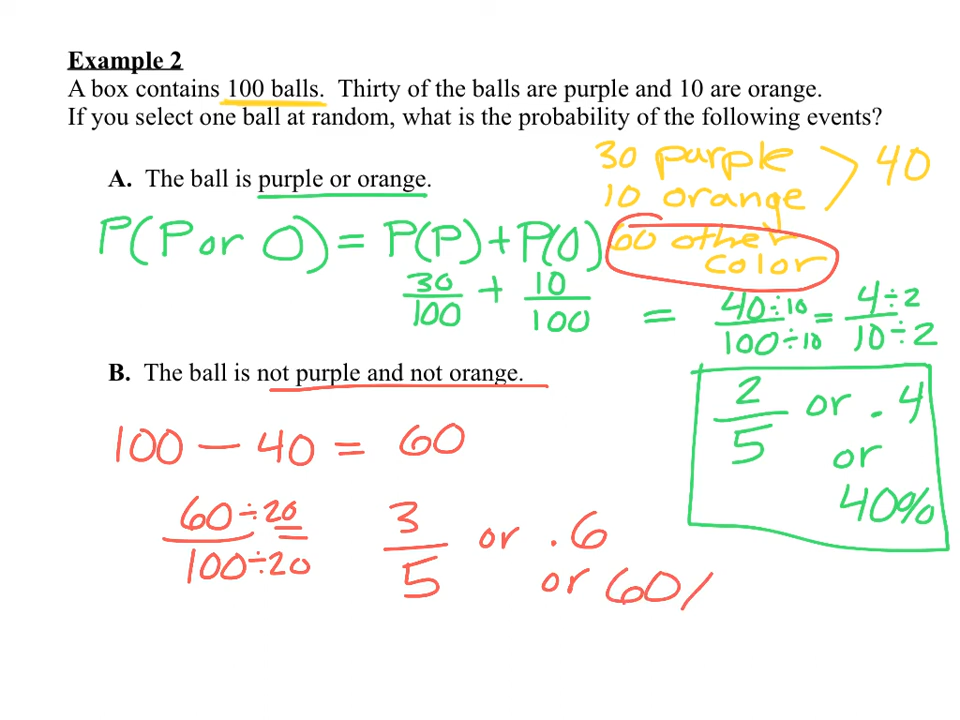 Example 2
A box contains 100 balls. Thirty of the balls are purple and 10 are orange.
If you select one ball at random, what is the probability of the following events?
30 purple
10 orange > 40
60 other
color
A. The ball is purple or orange.
P(P or O) = P(P) + P(O)
30/100 + 10/100 = 40÷10/100÷10 = 4÷2/10÷2
2/5 or .4
or
40%
B. The ball is not purple and not orange.
100 - 40 = 60
60÷20/100÷20 3/5 or .6
or 60/